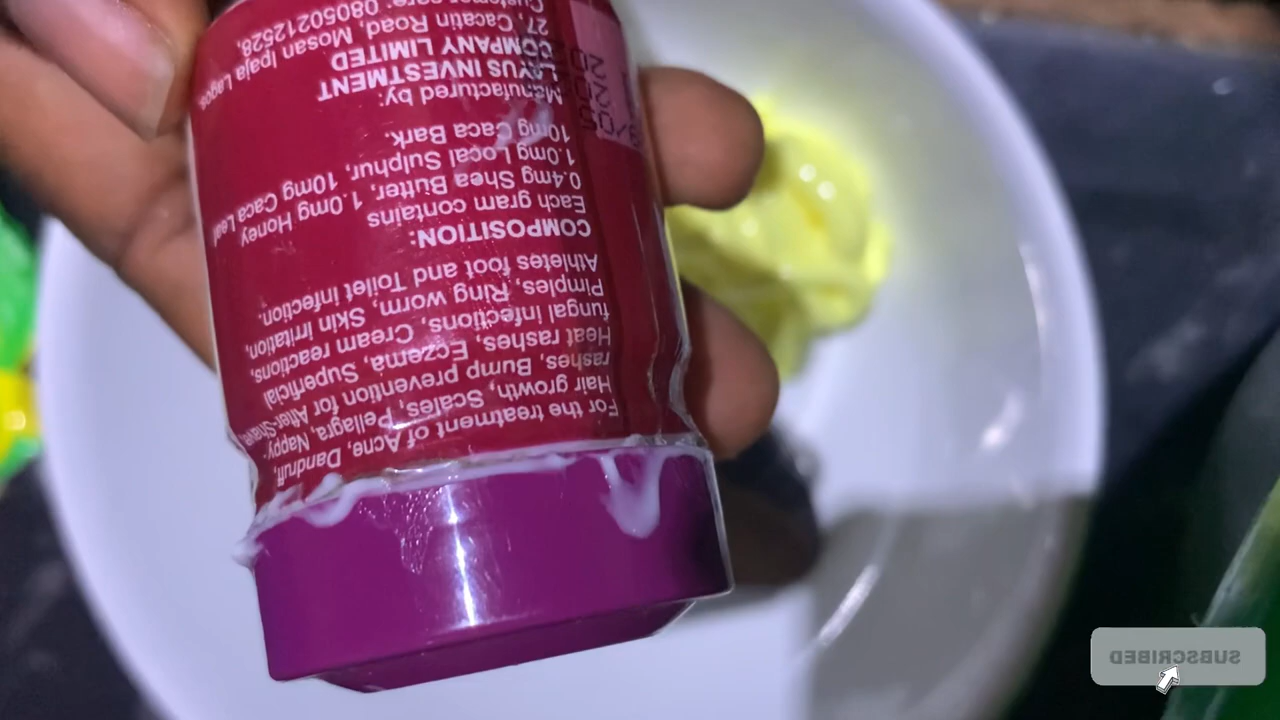 For the treatment of Acne, Dandruff,
Hair growth, Scales, Pellagra, Nappy
rashes, Bump prevention for After-Shave,
Heat rashes, Eczema, Superficial
fungal infections, Cream reactions,
Pimples, Ring worm, Skin Irritation,
Athletes foot and Toilet Infection.
COMPOSITION:
Each gram contains
0.4mg Shea Butter, 1.0mg Honey
1.0mg Local Sulphur, 10mg Caca Leaf
10mg Caca Bark.
Manufactured by:
INVESTMENT
COMPANY LIMITED
27, Cacatin Road, Mosan Ipaja Lagos.
Customer care: 08050212528,
SUBSCRIBED